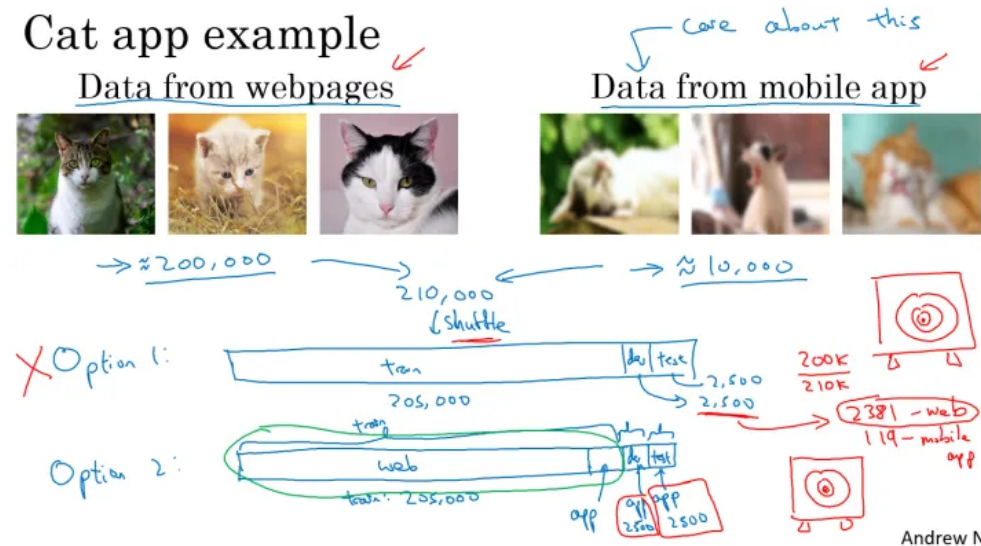 Cat app example
care about this
Data from webpages
Data from mobile app
→ ≈ 200,000
→ ≈ 10,000
210,000
↓ shuffle
X Option 1:
train
dev
test
2,500
2,500
205,000
200K
210K
2381 - web
119 - mobile
app
train
d
t
Option 2:
web
dev
test
train: 205,000
app
app
2500
app
2500
Andrew N